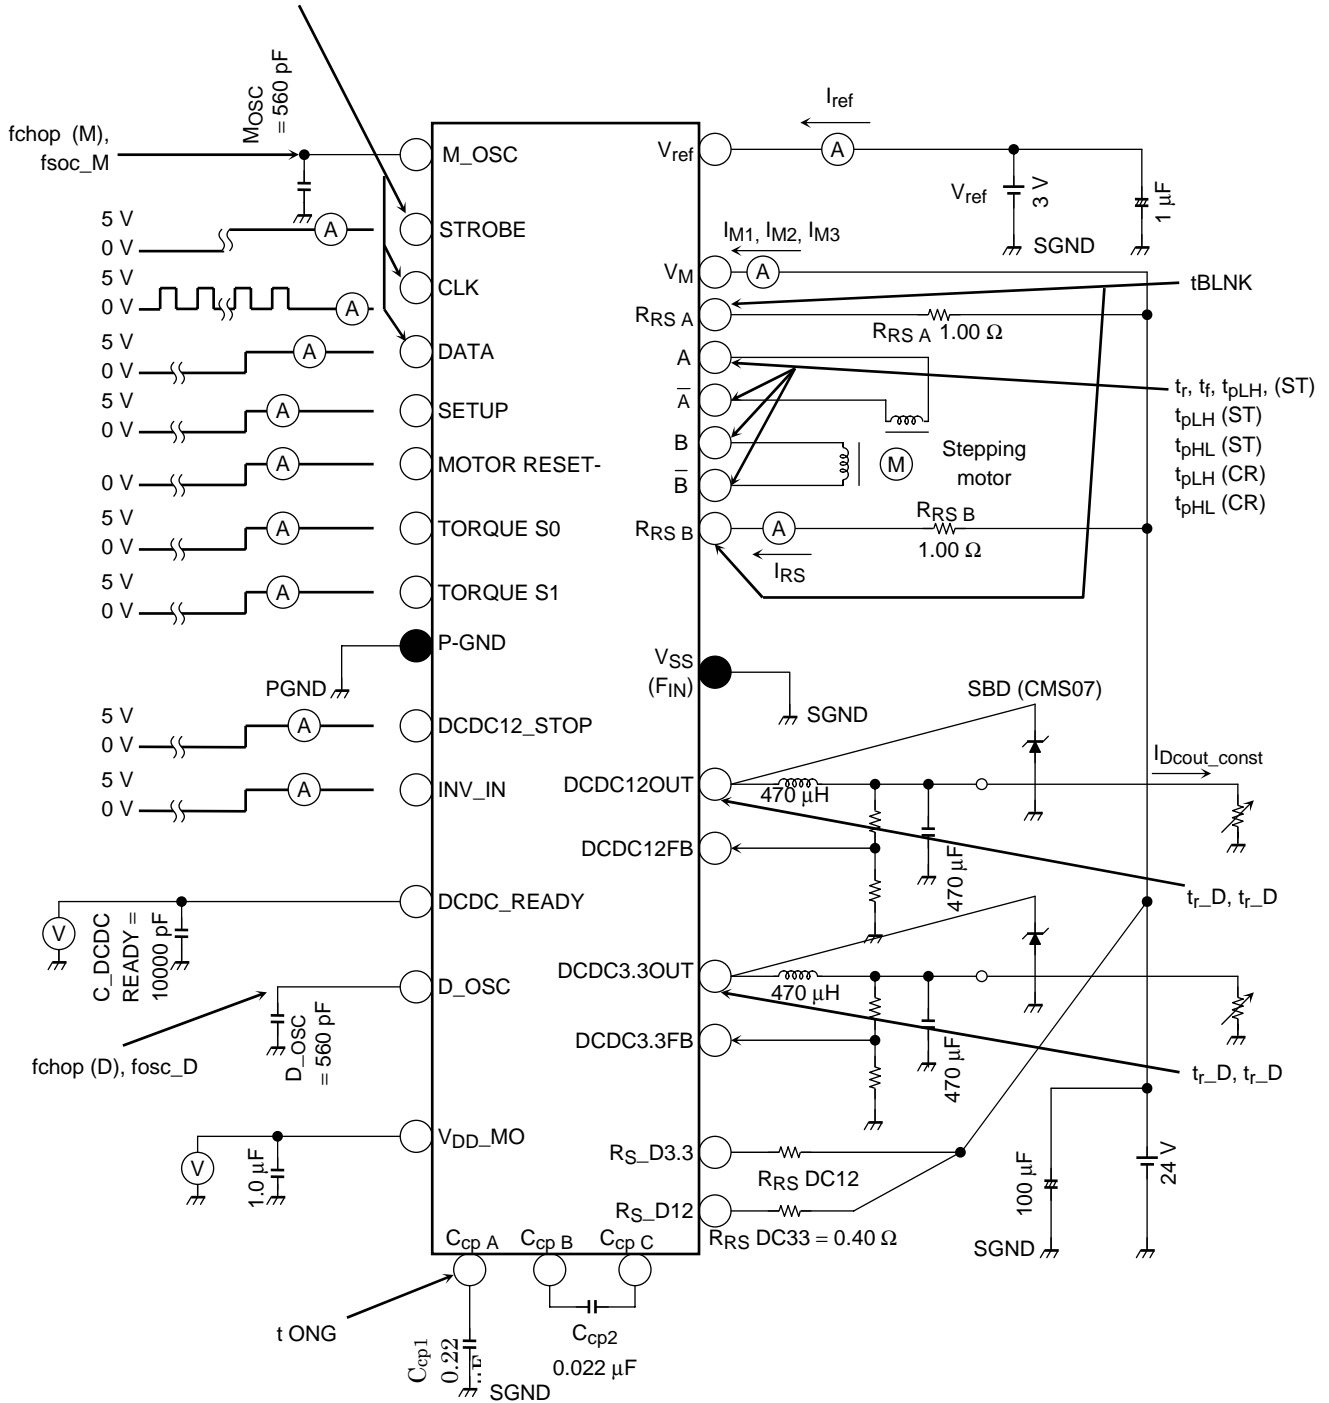 MOSC
= 560 pF
fchop (M),
fsoc_M
M_OSC
5 V
0 V
A
STROBE
5 V
0 V
A
CLK
5 V
0 V
A
DATA
5 V
0 V
A
SETUP
0 V
A
MOTOR RESET-
5 V
0 V
A
TORQUE S0
5 V
0 V
A
TORQUE S1
P-GND
PGND
5 V
0 V
A
DCDC12_STOP
5 V
0 V
A
INV_IN
DCDC_READY
V
C_DCDC
READY =
10000 pF
D_OSC
D_OSC
= 560 pF
fchop (D), fosc_D
VDD_MO
V
1.0 μF
Ccp A
Ccp B
Ccp C
t ONG
Ccp1
0.22
SGND
Ccp2
0.022 μF
Iref
Vref
A
Vref
3 V
1 μF
SGND
IM1, IM2, IM3
VM
A
tBLNK
RRS A
RRS A 1.00 Ω
A
A
B
B
M
Stepping
motor
tr, tf, tpLH, (ST)
tpLH (ST)
tpHL (ST)
tpLH (CR)
tpHL (CR)
RRS B
A
RRS B
1.00 Ω
IRS
VSS
(FIN)
SGND
SBD (CMS07)
IDcout_const
DCDC12OUT
470 μH
DCDC12FB
470 μF
tr_D, tr_D
DCDC3.3OUT
470 μH
DCDC3.3FB
470 μF
tr_D, tr_D
RS_D3.3
RRS DC12
RS_D12
RRS DC33 = 0.40 Ω
100 μF
SGND
24 V